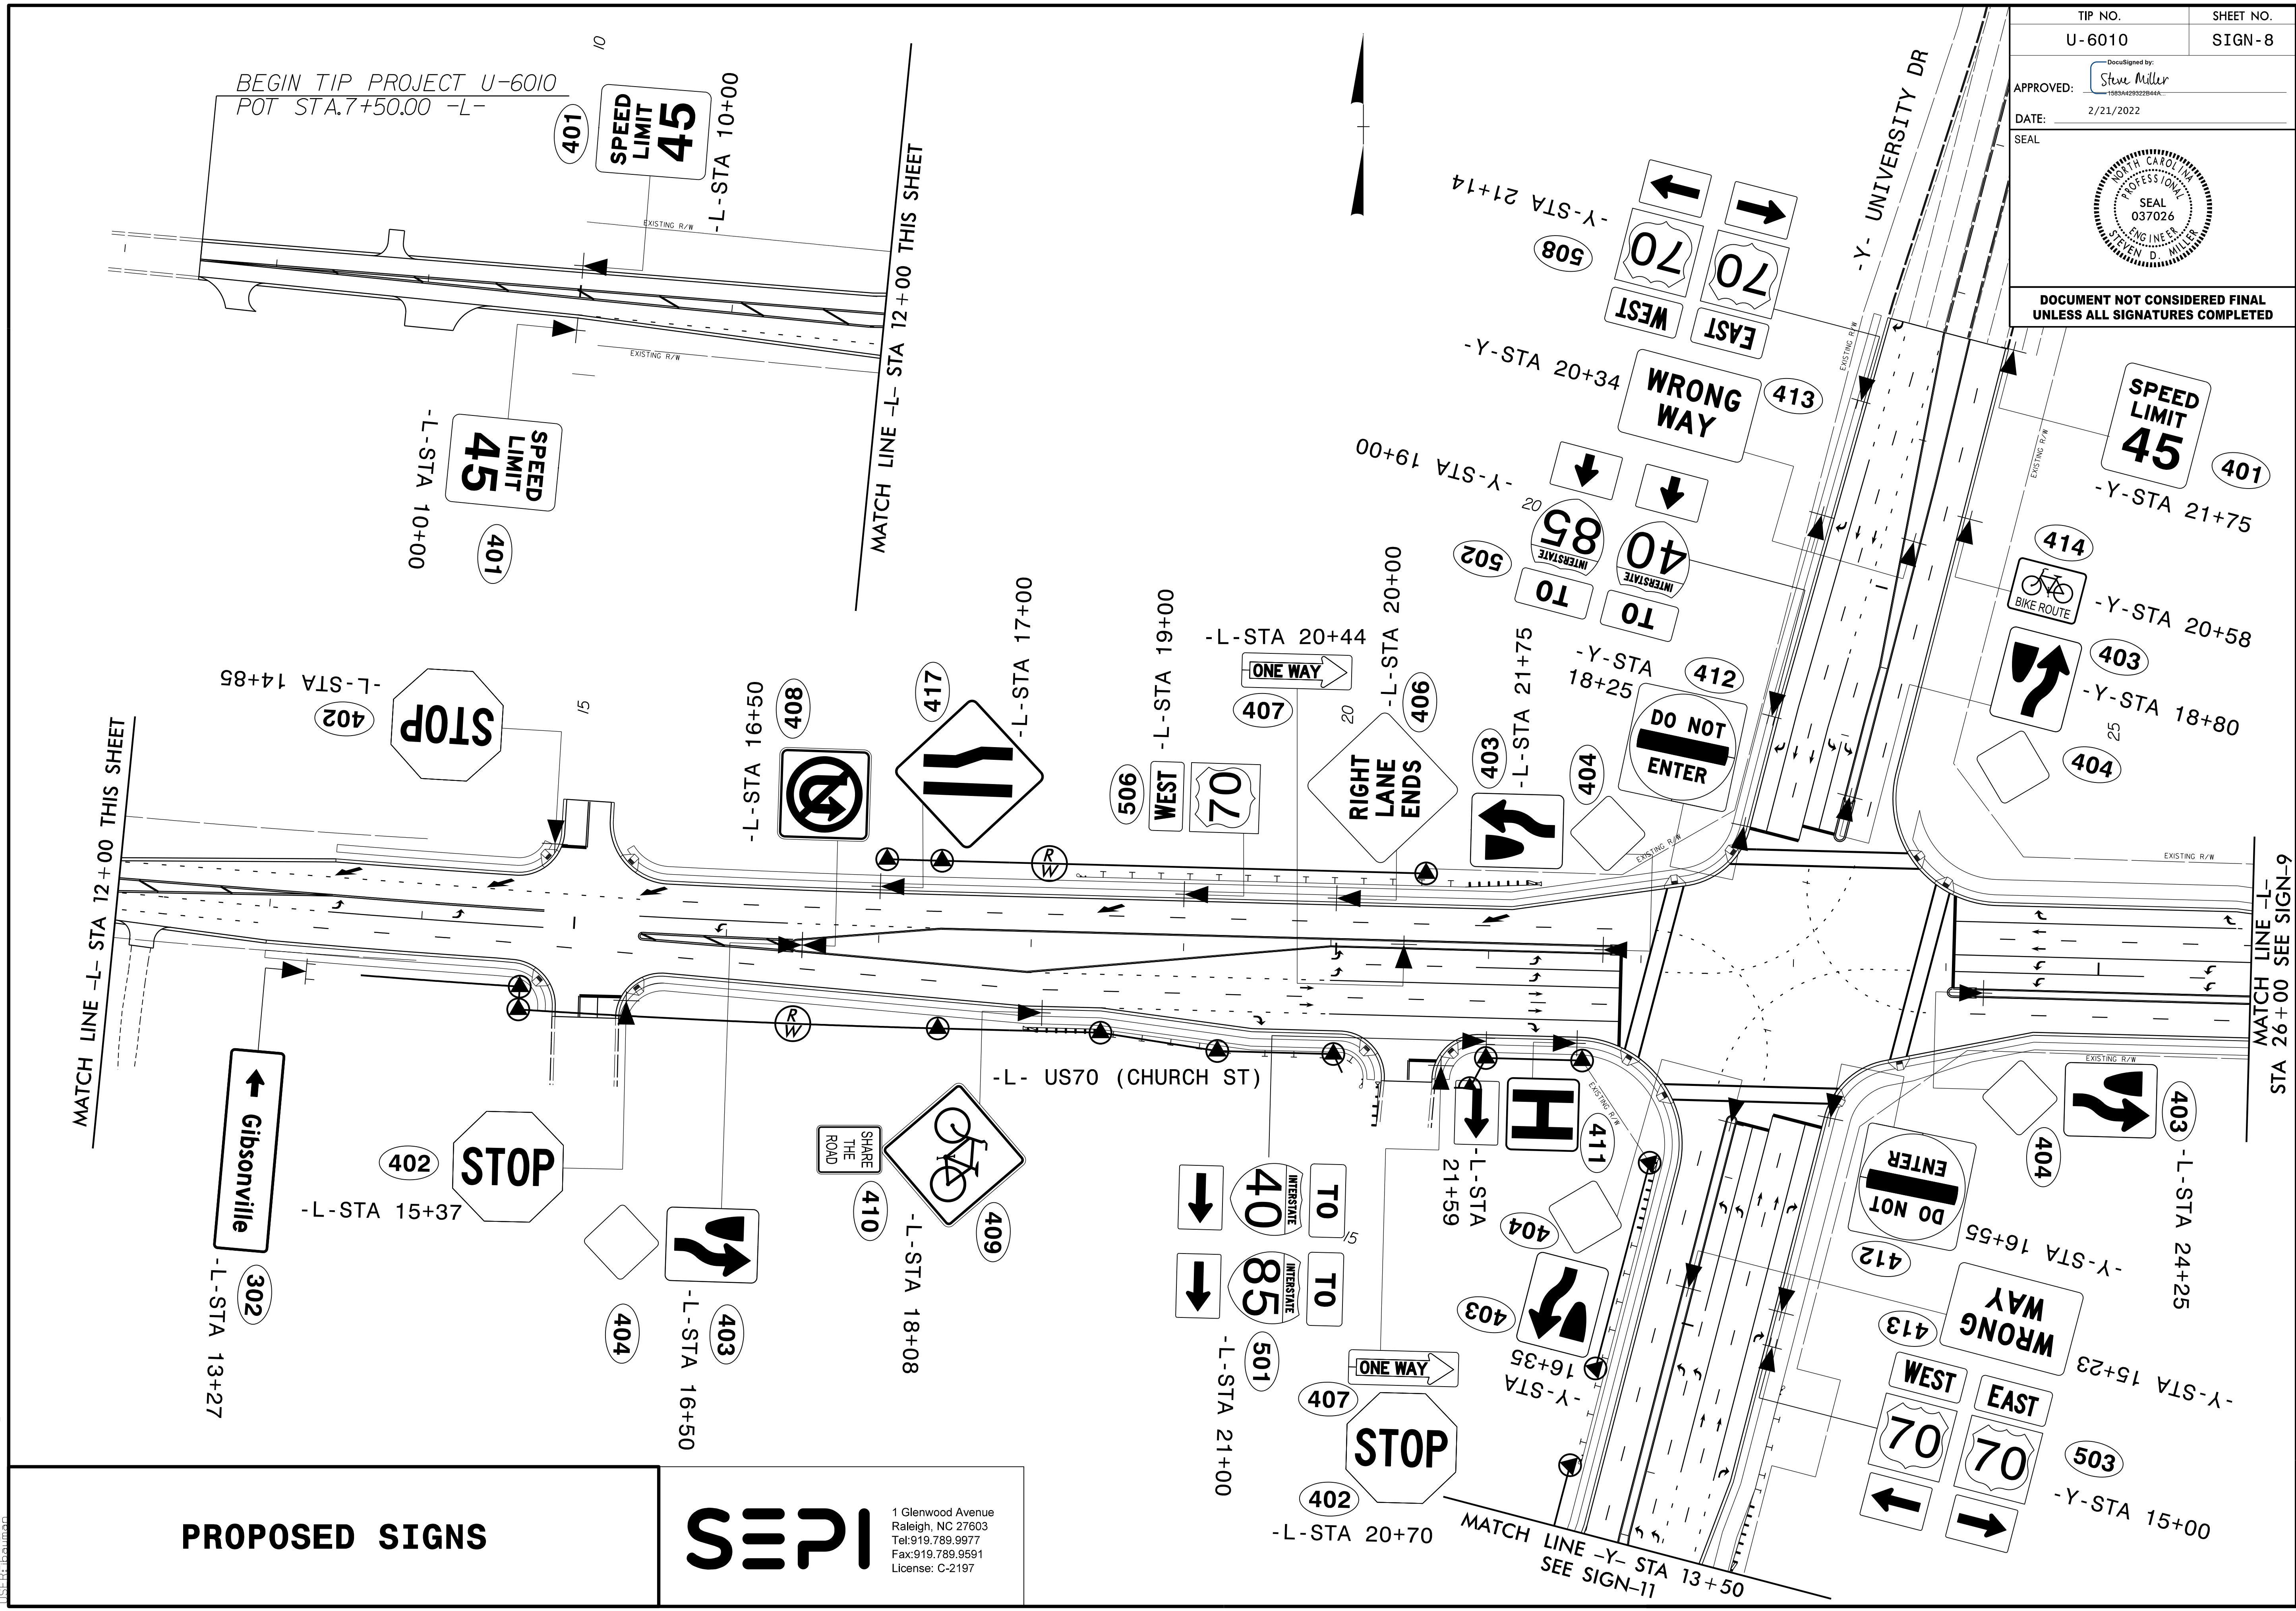 TIP NO.
SHEET NO.
U-6010
SIGN-8
APPROVED:
DocuSigned by:
Steve Miller
1583A429322B44A...
DATE:
2/21/2022
SEAL
NORTH CAROLINA
PROFESSIONAL
SEAL
037026
ENGINEER
STEVEN D. MILLER
DOCUMENT NOT CONSIDERED FINAL
UNLESS ALL SIGNATURES COMPLETED
BEGIN TIP PROJECT U-6010
POT STA.7+50.00 -L-
10
401
SPEED
LIMIT
45
-L-STA 10+00
EXISTING R/W
EXISTING R/W
MATCH LINE -L- STA 12+00 THIS SHEET
-L-STA 10+00
SPEED
LIMIT
45
401
-Y- UNIVERSITY DR
-Y-STA 21+14
508
WEST
70
EAST
70
-Y-STA 20+34
WRONG
WAY
413
EXISTING R/W
-Y-STA 19+00
20
502
TO
INTERSTATE
85
TO
INTERSTATE
40
-Y-STA
18+25
412
DO NOT
ENTER
SPEED
LIMIT
45
401
-Y-STA 21+75
EXISTING R/W
414
BIKE ROUTE
-Y-STA 20+58
403
-Y-STA 18+80
25
404
MATCH LINE -L- STA 12+00 THIS SHEET
-L-STA 14+85
402
STOP
15
-L-STA 16+50
408
417
-L-STA 17+00
506
WEST
70
-L-STA 19+00
-L-STA 20+44
ONE WAY
407
20
-L-STA 20+00
406
RIGHT
LANE
ENDS
403
-L-STA 21+75
404
EXISTING R/W
R
W
EXISTING R/W
MATCH LINE -L-
STA 26+00 SEE SIGN-9
R
W
-L- US70 (CHURCH ST)
Gibsonville
302
-L-STA 13+27
402
STOP
-L-STA 15+37
404
403
-L-STA 16+50
SHARE
THE
ROAD
410
409
-L-STA 18+08
TO
INTERSTATE
40
15
TO
INTERSTATE
85
501
-L-STA 21+00
ONE WAY
407
STOP
402
-L-STA 20+70
-L-STA
21+59
H
411
EXISTING R/W
404
403
-Y-STA
16+35
EXISTING R/W
404
403
-L-STA 24+25
DO NOT
ENTER
412
-Y-STA 16+55
WRONG
WAY
413
-Y-STA 15+23
WEST
70
EAST
70
503
-Y-STA 15+00
MATCH LINE -Y- STA 13+50
SEE SIGN-11
PROPOSED SIGNS
SEPI
1 Glenwood Avenue
Raleigh, NC 27603
Tel:919.789.9977
Fax:919.789.9591
License: C-2197